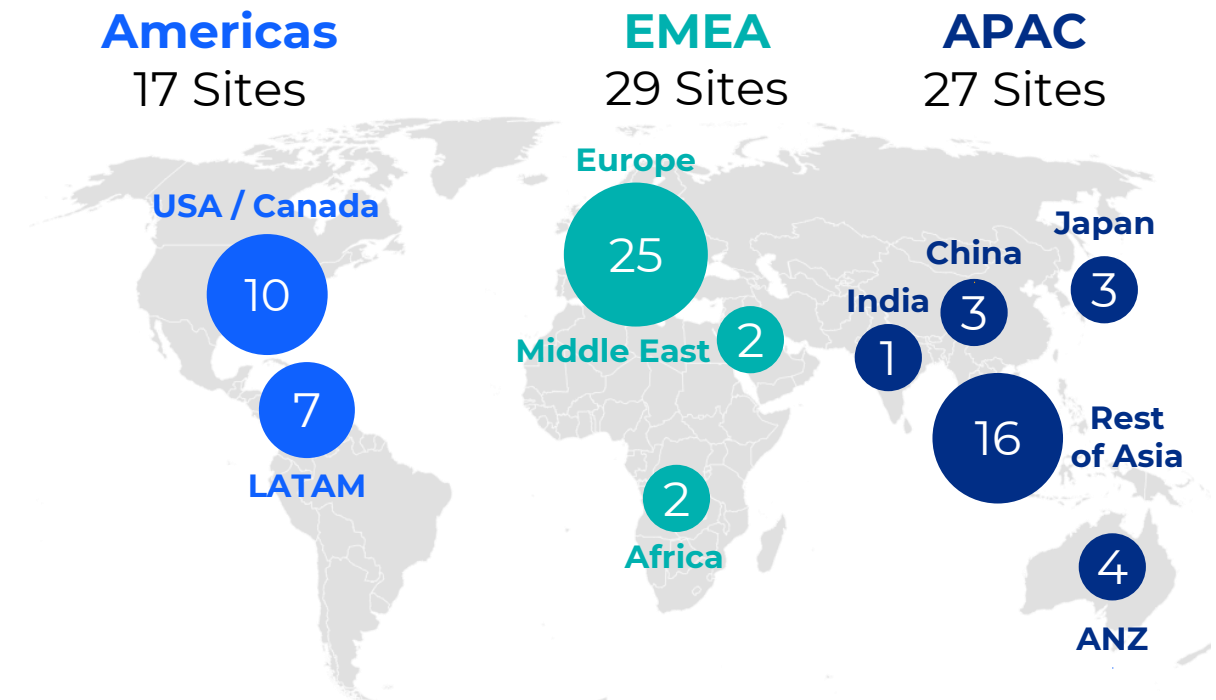 Americas
17 Sites
EMEA
29 Sites
APAC
27 Sites
USA / Canada
10
7
LATAM
Europe
25
Middle East
2
2
Africa
Japan
3
China
3
India
1
16
Rest
of Asia
4
ANZ